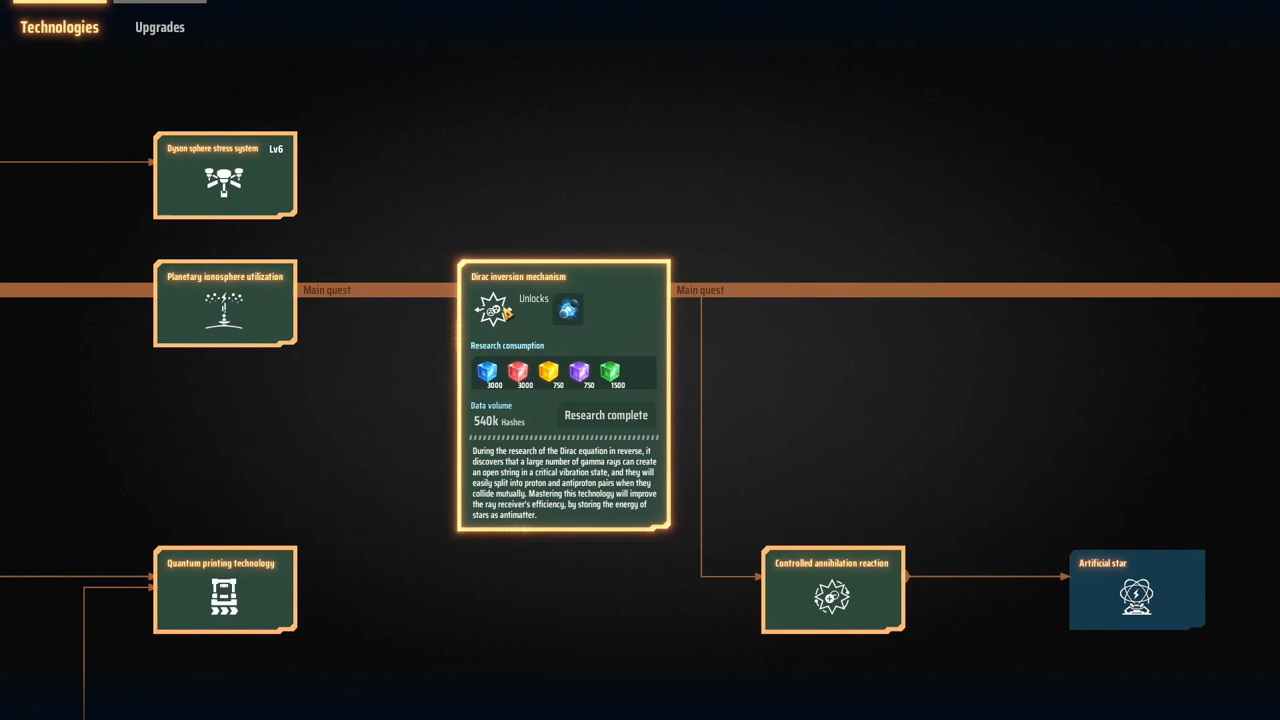 Technologies
Upgrades
Dyson sphere stress system Lv6
Planetary ionosphere utilization
Main quest
Dirac inversion mechanism
Unlocks
Main quest
Research consumption
3000 3000 750 750 1500
Data volume
540k Hashes
Research complete
During the research of the Dirac equation in reverse, it
discovers that a large number of gamma rays can create
an open string in a critical vibration state, and they will
easily split into proton and antiproton pairs when they
collide mutually. Mastering this technology will improve
the ray receiver's efficiency, by storing the energy of
stars as antimatter.
Quantum printing technology
Controlled annihilation reaction
Artificial star